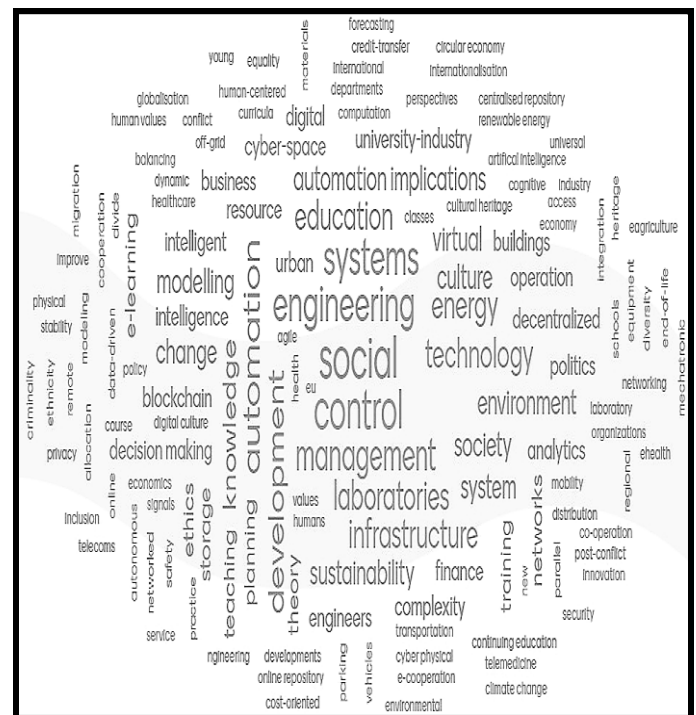 forecasting
credit-transfer
circular economy
young
equality
materials
international
internationalisation
human-centered
departments
globalisation
curricula
digital
computation
perspectives
centralised repository
renewable energy
human values
conflict
off-grid
cyber-space
university-industry
universal
balancing
artifical intelligence
dynamic
business
automation implications
cognitive
industry
healthcare
resource
education
classes
cultural heritage
access
economy
migration
cooperation
divide
e-learning
intelligent
urban
systems
virtual
buildings
integration
heritage
eagriculture
improve
modelling
culture
operation
physical
stability
modeling
data-driven
intelligence
automation
engineering
energy
decentralized
schools
equipment
diversity
end-of-life
mechatronic
policy
change
agile
social
technology
politics
criminality
ethnicity
remote
blockchain
knowledge
health
eu
control
environment
networking
laboratory
allocation
course
digital culture
development
organizations
privacy
decision making
management
society
analytics
ehealth
regional
economics
laboratories
system
mobility
inclusion
online
signals
values
distribution
telecoms
autonomous
networked
safety
ethics
storage
teaching
planning
humans
infrastructure
training
networks
new
parallel
co-operation
post-conflict
innovation
practice
theory
sustainability
finance
service
engineers
complexity
security
transportation
ngineering
developments
cyber physical
continuing education
telemedicine
online repository
parking
vehicles
e-cooperation
climate change
cost-oriented
environmental